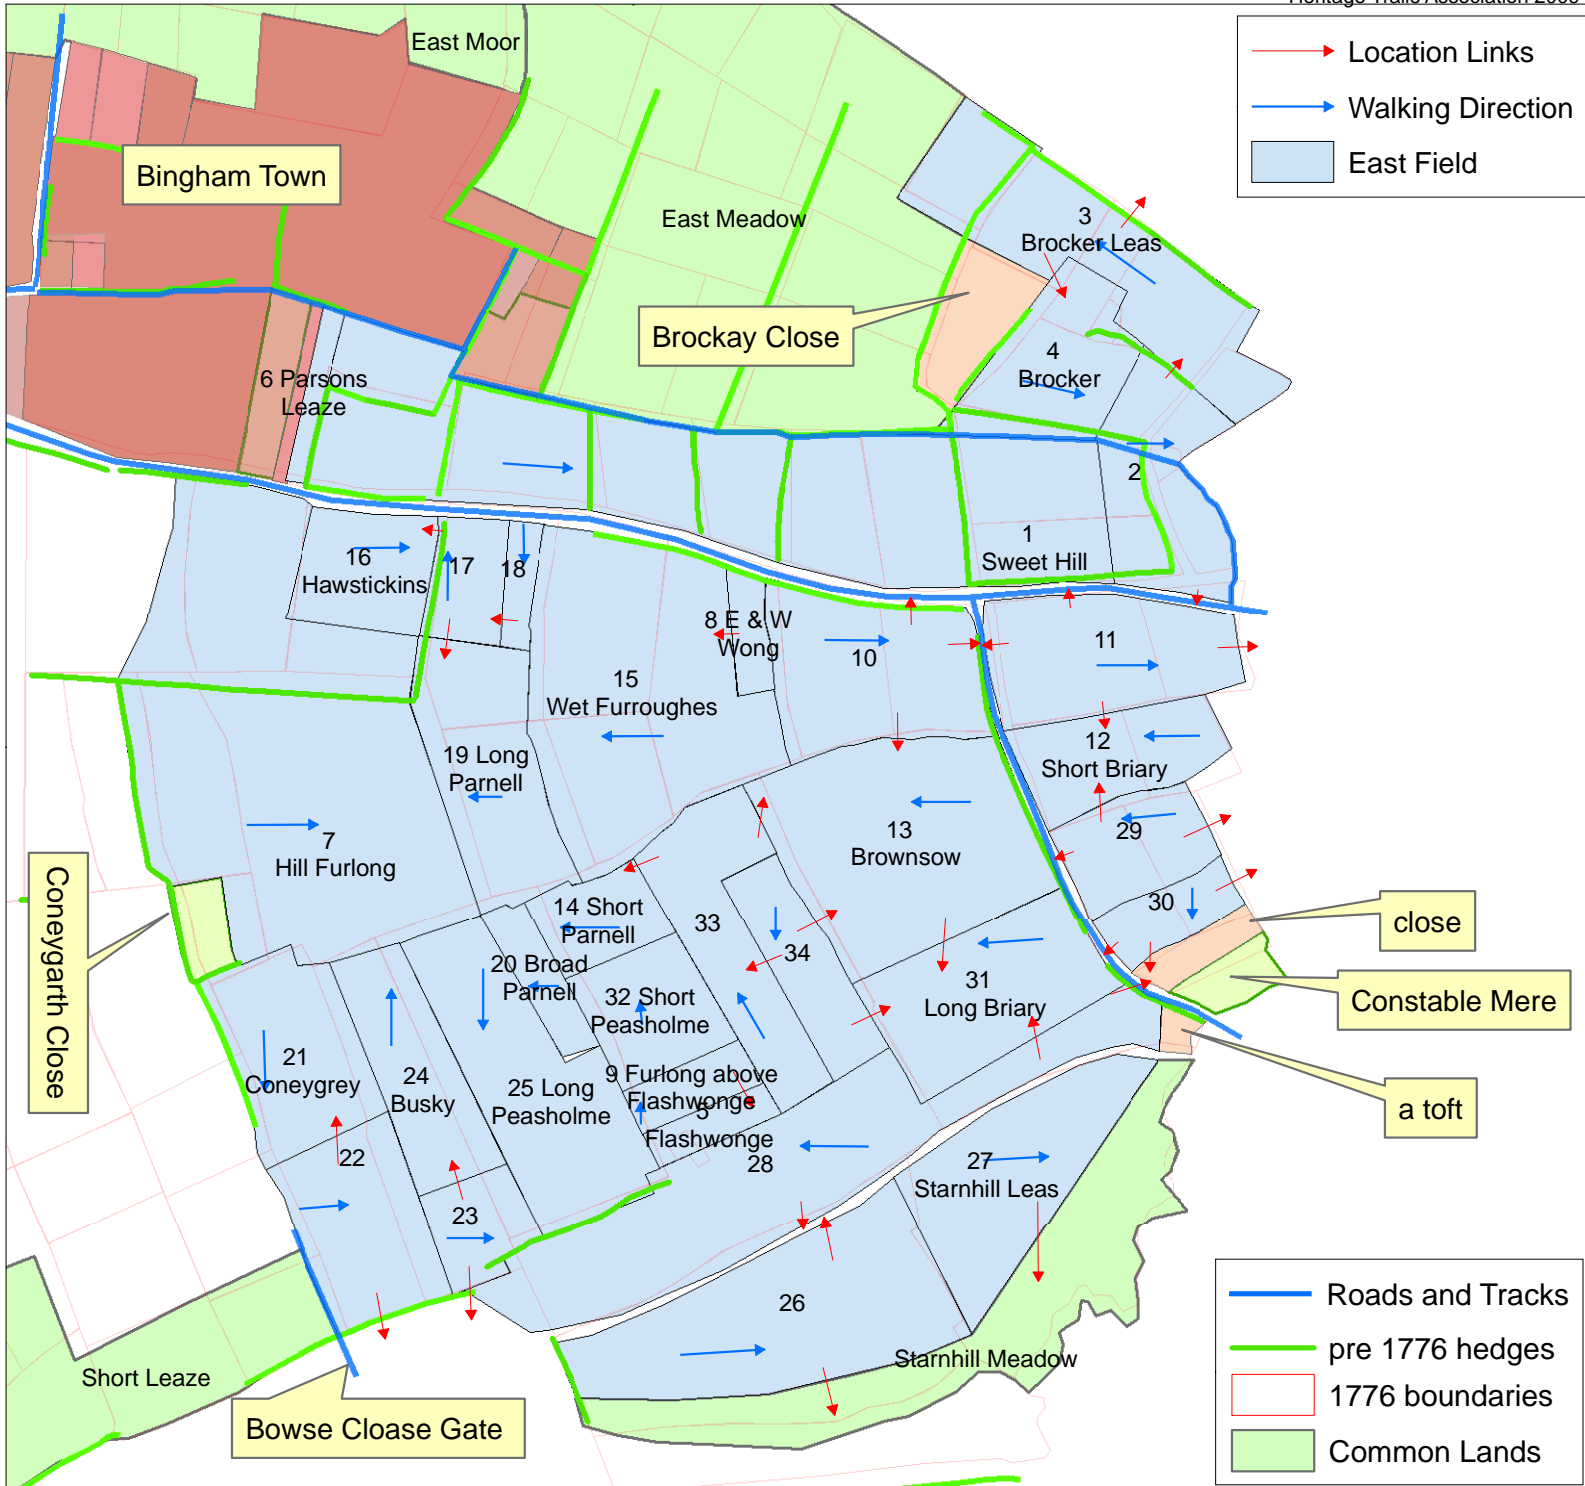 Heritage Trails Association
Location Links
Walking Direction
East Field
East Moor
Bingham Town
East Meadow
3
Brocker Leas
Brockay Close
4
Brocker
6 Parsons
Leaze
2
1
Sweet Hill
16
Hawstickins
17
18
8 E & W
Wong
10
11
15
Wet Furroughes
12
Short Briary
19 Long
Parnell
7
Hill Furlong
13
Brownsow
29
Coneygarth Close
14 Short
Parnell
33
34
30
close
20 Broad
Parnell
32 Short
Peasholme
31
Long Briary
Constable Mere
21
Coneygrey
24
Busky
25 Long
Peasholme
9 Furlong above
Flashwonge
5
Flashwonge
a toft
22
28
27
Starnhill Leas
23
26
Starnhill Meadow
Short Leaze
Bowse Cloase Gate
Roads and Tracks
pre 1776 hedges
1776 boundaries
Common Lands